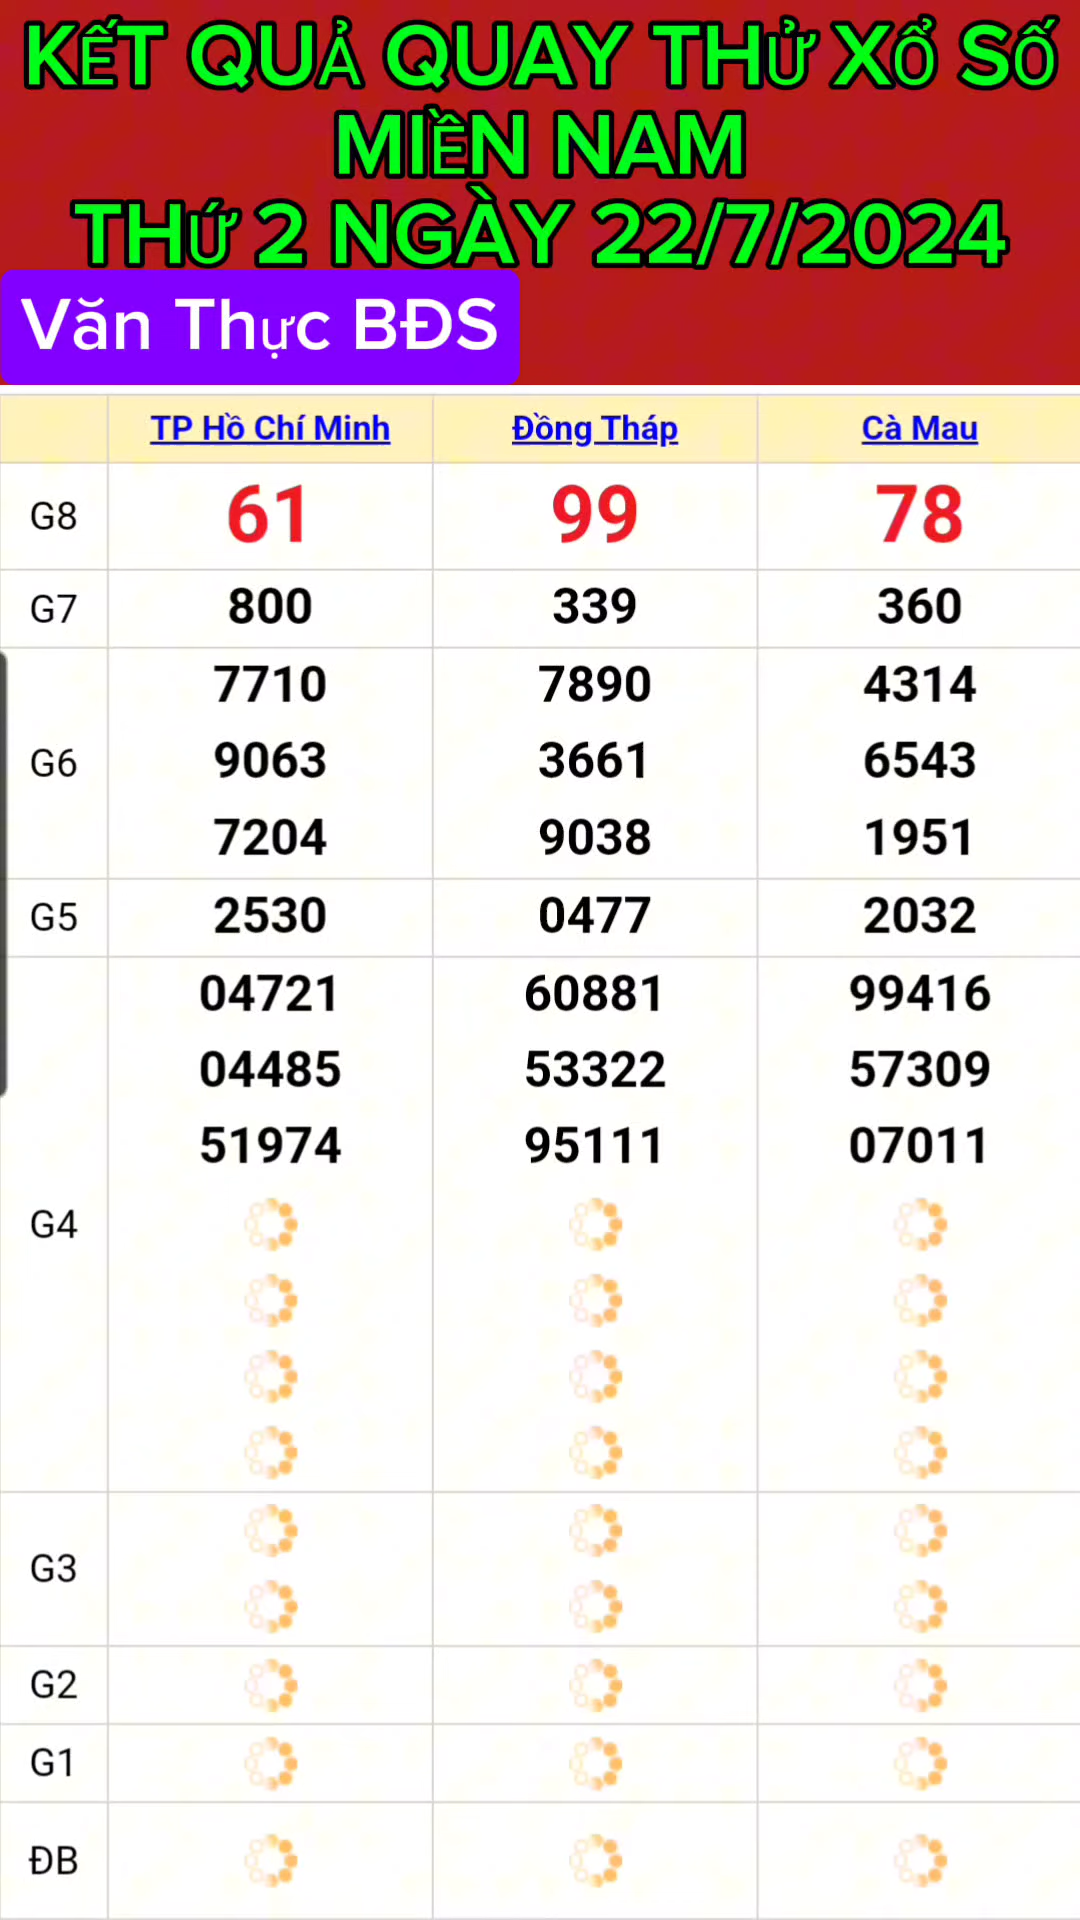 KẾT QUẢ QUAY THỬ XỔ SỐ
MIỀN NAM
THỨ 2 NGÀY 22/7/2024
Văn Thực BĐS
TP Hồ Chí Minh Đồng Tháp Cà Mau
G8 61 99 78
G7 800 339 360
7710 7890 4314
G6 9063 3661 6543
7204 9038 1951
G5 2530 0477 2032
04721 60881 99416
04485 53322 57309
51974 95111 07011
G4
G3
G2
G1
ĐB